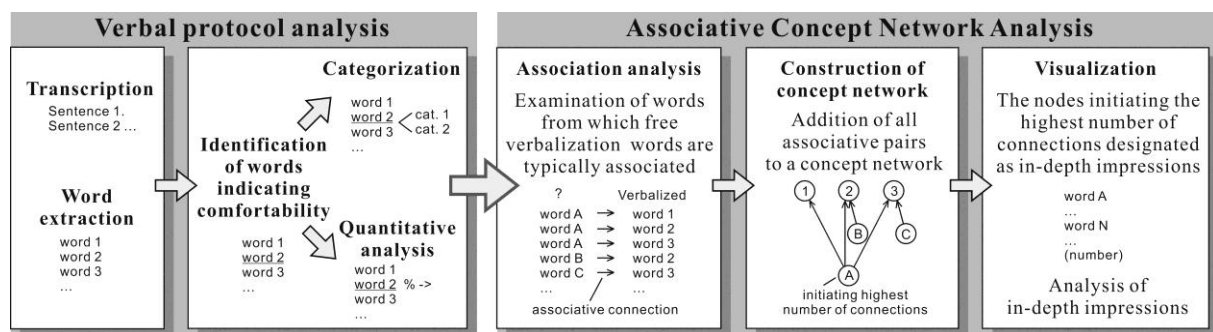 Verbal protocol analysis
Transcription
Sentence 1.
Sentence 2 ...
Word
extraction
word 1
word 2
word 3
...
Identification
of words
indicating
comfortability
word 1
word 2
word 3
...
Categorization
word 1
word 2
word 3
...
cat. 1
cat. 2
Quantitative
analysis
word 1
word 2 % ->
word 3
...
Associative Concept Network Analysis
Association analysis
Examination of words
from which free
verbalization words are
typically associated
? Verbalized
word A → word 1
word A → word 2
word A → word 3
word B → word 2
word C → word 3
... ...
associative connection
Construction of
concept network
Addition of all
associative pairs
to a concept network
1 2 3
B C
A
initiating highest
number of connections
Visualization
The nodes initiating the
highest number of
connections designated
as in-depth impressions
word A
...
word N
...
(number)
Analysis of
in-depth impressions